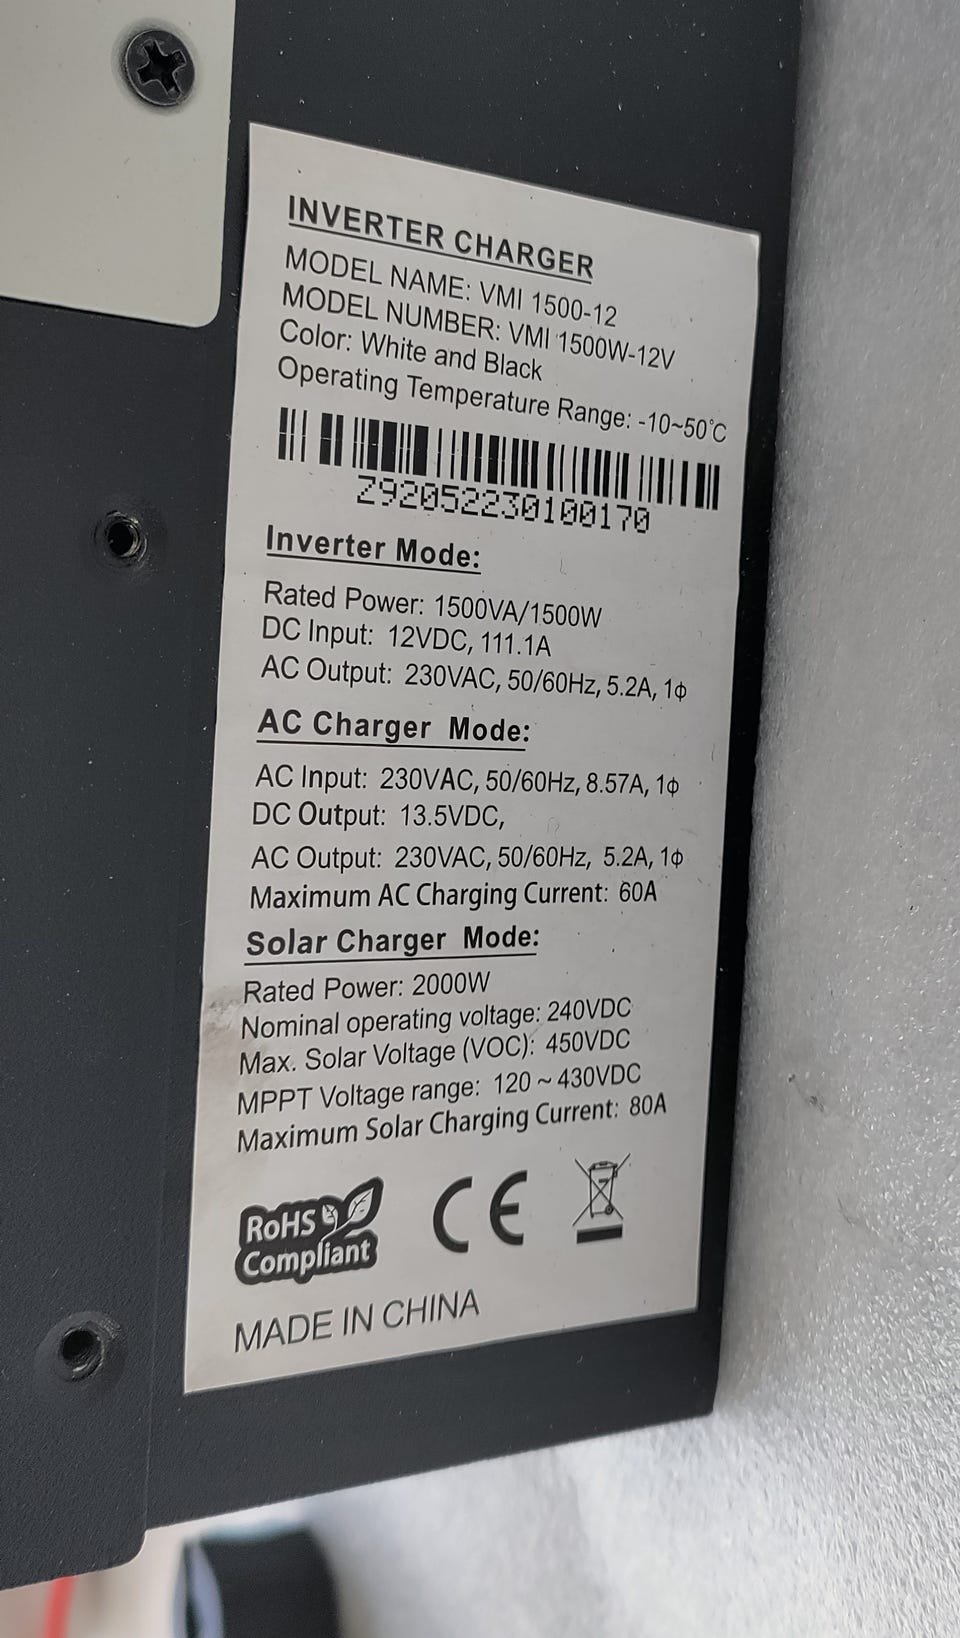 INVERTER CHARGER
MODEL NAME: VMI 1500-12
MODEL NUMBER: VMI 1500W-12V
Color: White and Black
Operating Temperature Range: -10~50℃
Z920522230100170
Inverter Mode:
Rated Power: 1500VA/1500W
DC Input: 12VDC, 111.1A
AC Output: 230VAC, 50/60Hz, 5.2A, 1ϕ
AC Charger Mode:
AC Input: 230VAC, 50/60Hz, 8.57A, 1ϕ
DC Output: 13.5VDC,
AC Output: 230VAC, 50/60Hz, 5.2A, 1ϕ
Maximum AC Charging Current: 60A
Solar Charger Mode:
Rated Power: 2000W
Nominal operating voltage: 240VDC
Max. Solar Voltage (VOC): 450VDC
MPPT Voltage range: 120 ~ 430VDC
Maximum Solar Charging Current: 80A
RoHS
Compliant
CE
MADE IN CHINA